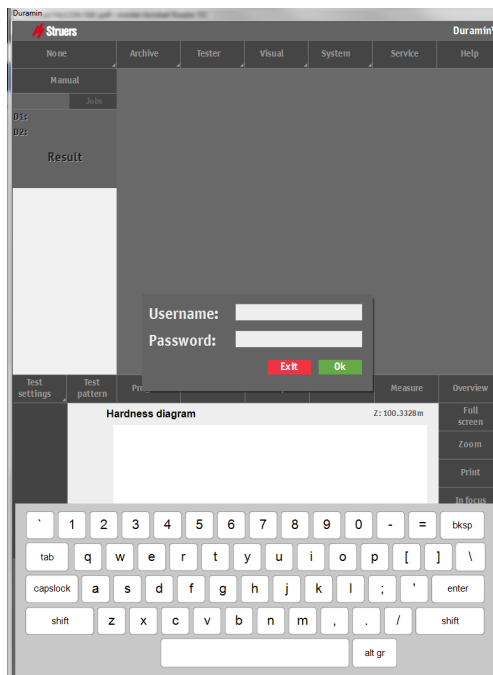 Duramin
Struers
Duramin
None Archive Tester Visual System Service Help
Manual
Jobs
D1:
D2:
Result
Username:
Password:
Exit Ok
Test settings Test pattern Measure Overview
Hardness diagram Z: 100.3328m Full screen
Zoom
Print
In focus
` 1 2 3 4 5 6 7 8 9 0 - = bksp
tab q w e r t y u i o p [ ] \
capslock a s d f g h j k l ; ' enter
shift z x c v b n m , . / shift
alt gr